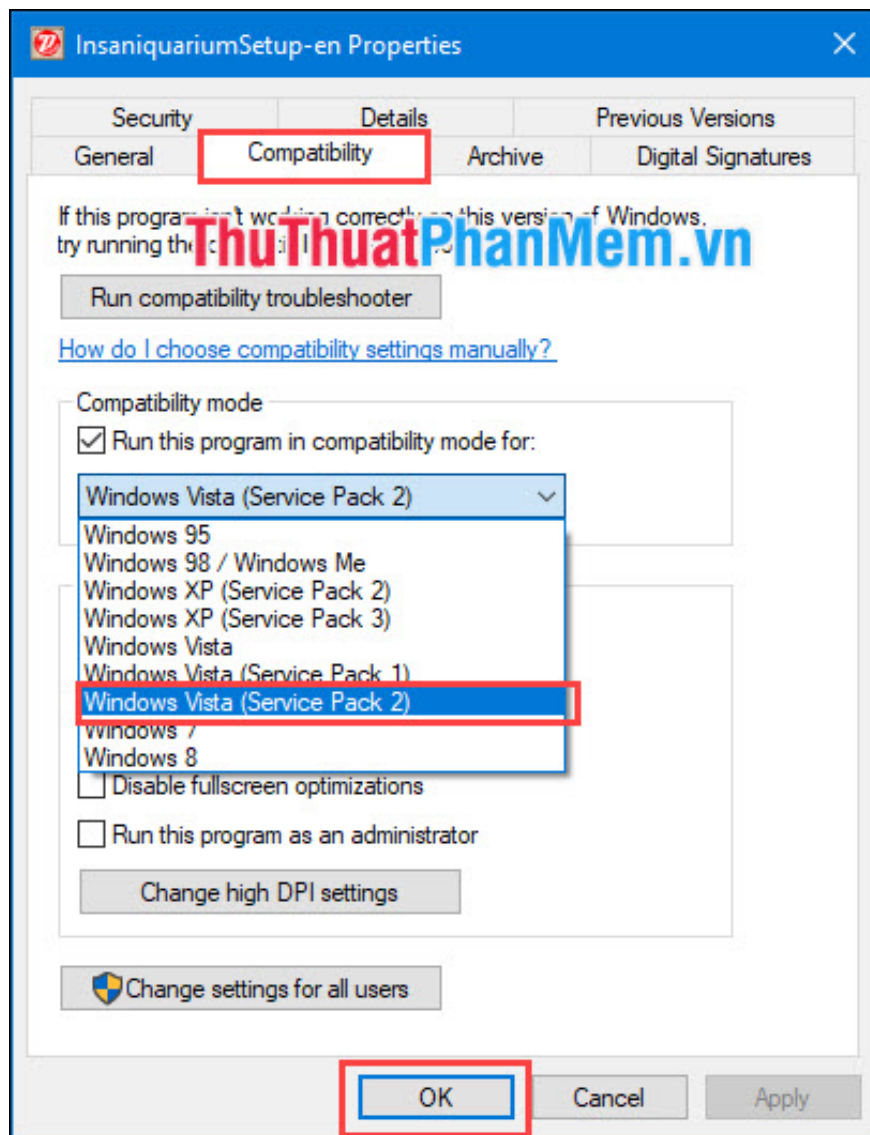 InsaniquariumSetup-en Properties
Security Details Previous Versions
General Compatibility Archive Digital Signatures
If this program isn't working correctly on this version of Windows,
try running the
ThuThuatPhanMem.vn
Run compatibility troubleshooter
How do I choose compatibility settings manually?
Compatibility mode
Run this program in compatibility mode for:
Windows Vista (Service Pack 2)
Windows 95
Windows 98 / Windows Me
Windows XP (Service Pack 2)
Windows XP (Service Pack 3)
Windows Vista
Windows Vista (Service Pack 1)
Windows Vista (Service Pack 2)
Windows 7
Windows 8
Disable fullscreen optimizations
Run this program as an administrator
Change high DPI settings
Change settings for all users
OK Cancel Apply